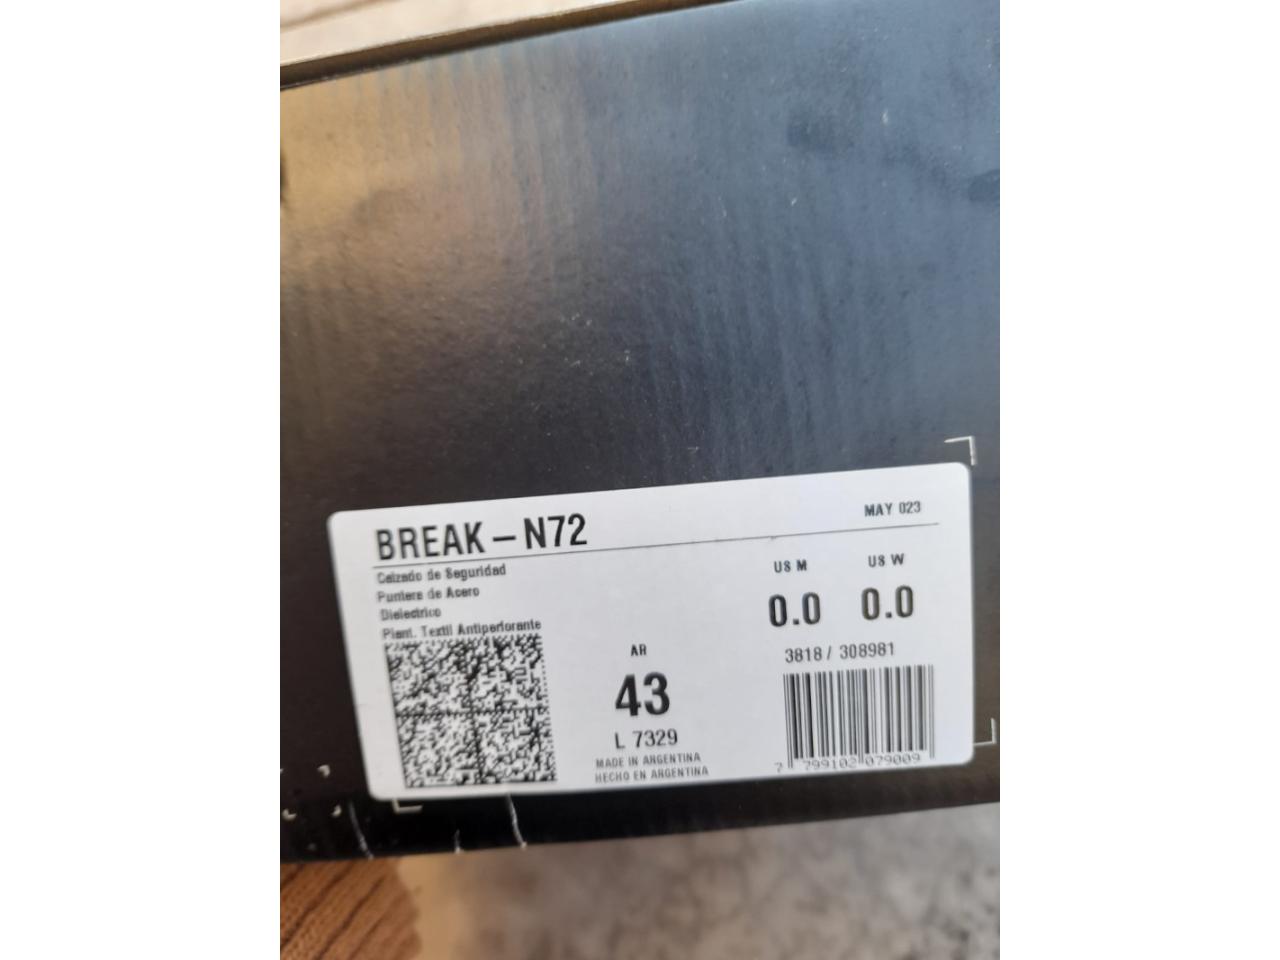 BREAK – N72
MAY 023
Calzado de Seguridad
Puntera de Acero
Dielectrico
Plant. Textil Antiperforante
US M
US W
0.0
0.0
AR
43
L 7329
MADE IN ARGENTINA
HECHO EN ARGENTINA
3818 / 308981
7 799102 079009